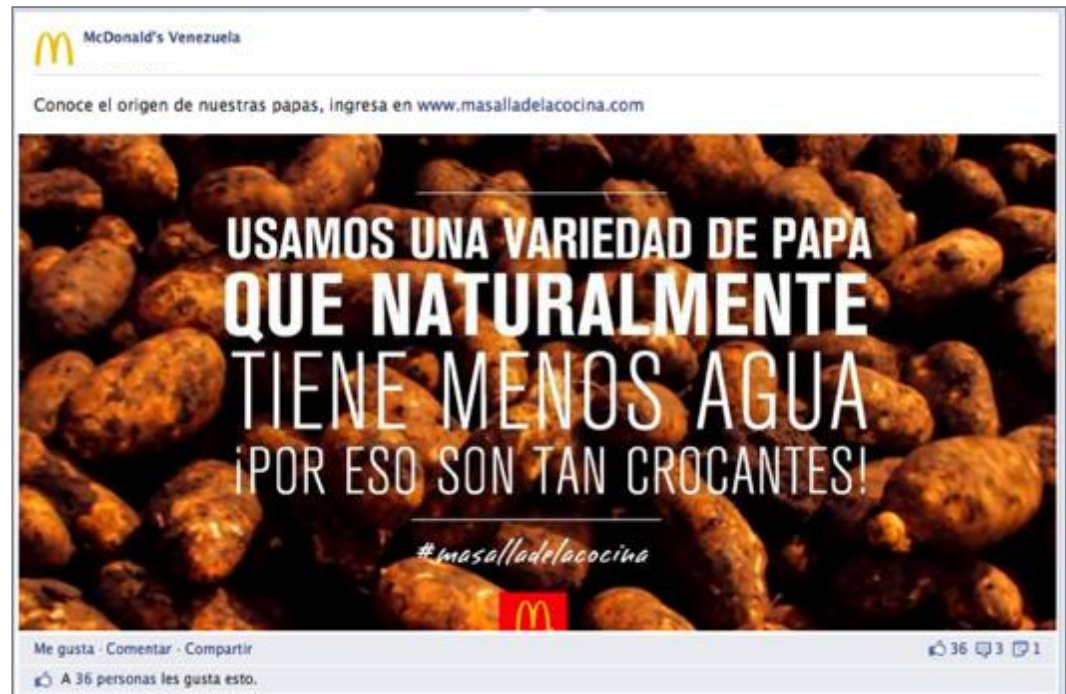 McDonald's Venezuela
Conoce el origen de nuestras papas, ingresa en www.masalladelacocina.com
USAMOS UNA VARIEDAD DE PAPA
QUE NATURALMENTE
TIENE MENOS AGUA
¡POR ESO SON TAN CROCANTES!
#masalladelacocina
Me gusta · Comentar · Compartir 36 3 1
A 36 personas les gusta esto.